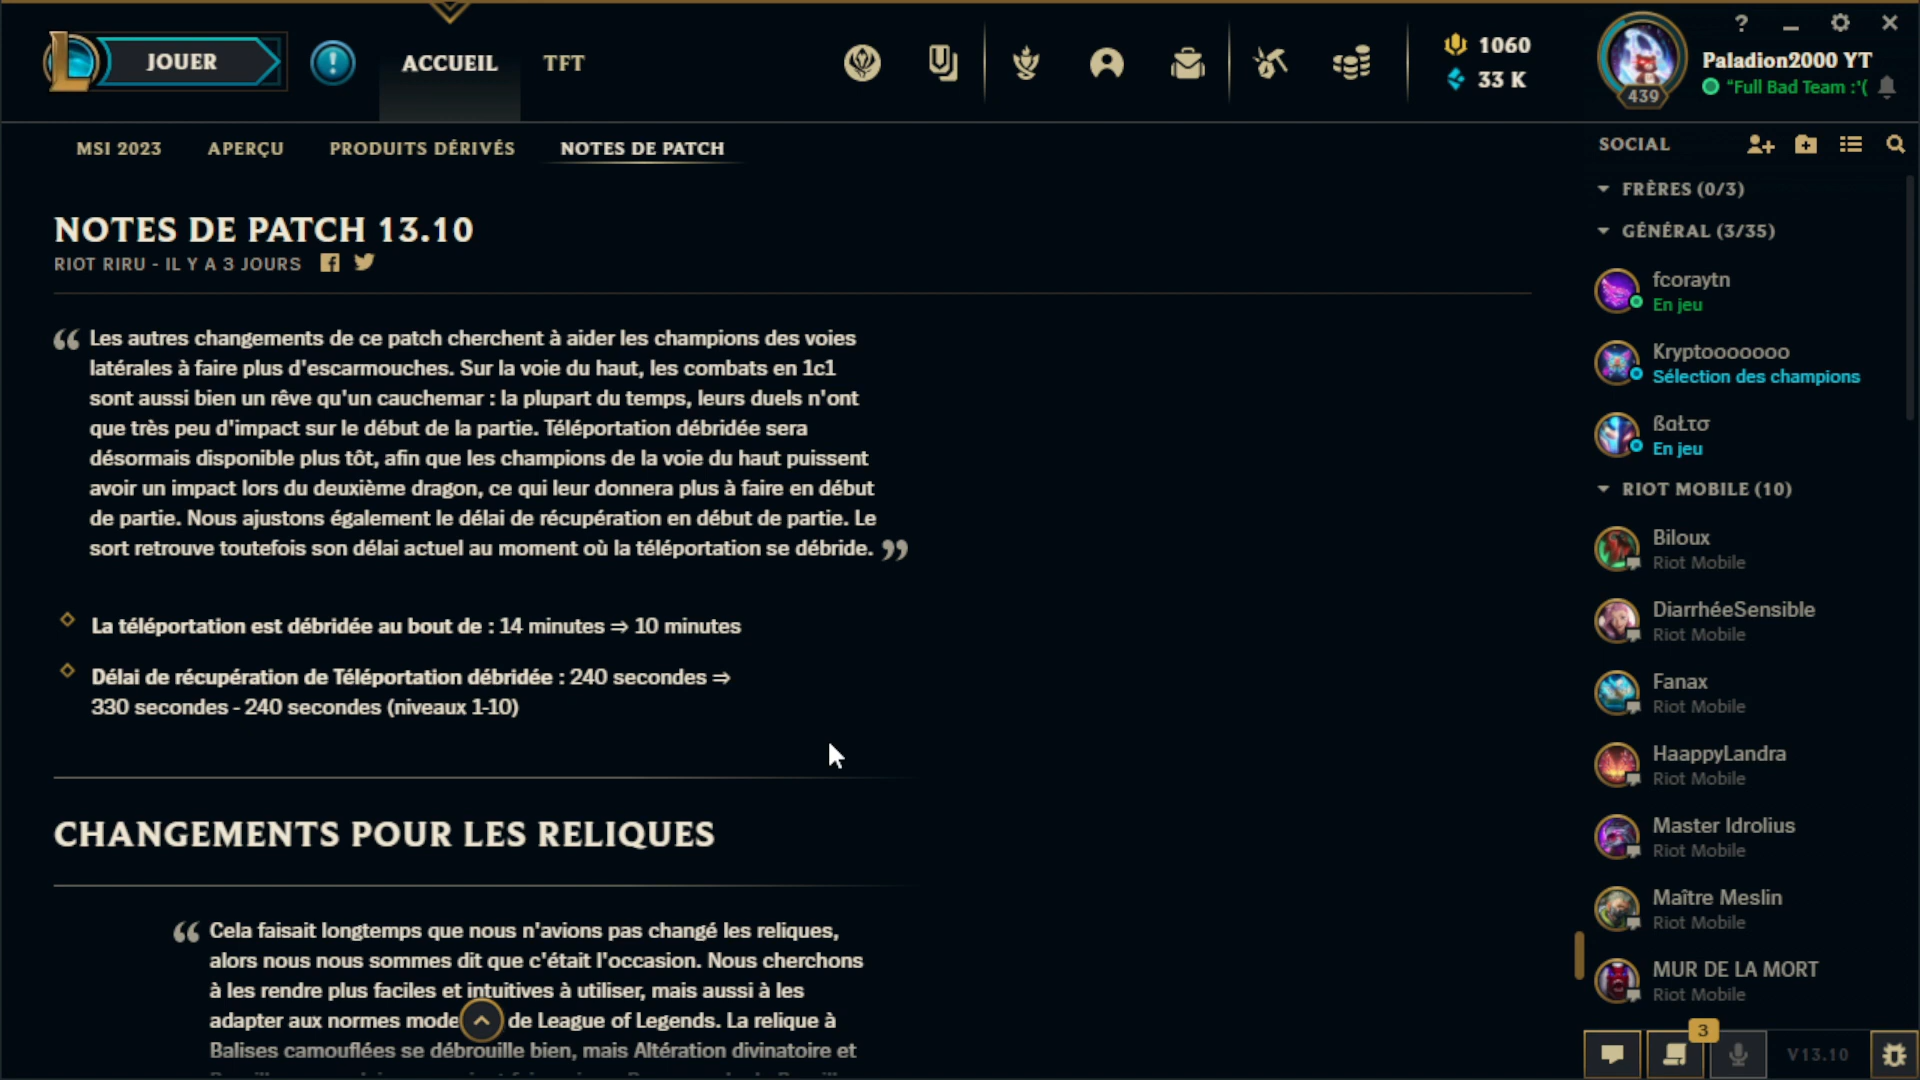 JOUER
ACCUEIL
TFT
1060
33 K
439
Paladion2000 YT
“Full Bad Team :'(
MSI 2023
APERÇU
PRODUITS DÉRIVÉS
NOTES DE PATCH
NOTES DE PATCH 13.10
RIOT RIRU - IL Y A 3 JOURS
“ Les autres changements de ce patch cherchent à aider les champions des voies
latérales à faire plus d'escarmouches. Sur la voie du haut, les combats en 1c1
sont aussi bien un rêve qu'un cauchemar : la plupart du temps, leurs duels n'ont
que très peu d'impact sur le début de la partie. Téléportation débridée sera
désormais disponible plus tôt, afin que les champions de la voie du haut puissent
avoir un impact lors du deuxième dragon, ce qui leur donnera plus à faire en début
de partie. Nous ajustons également le délai de récupération en début de partie. Le
sort retrouve toutefois son délai actuel au moment où la téléportation se débride. ”
La téléportation est débridée au bout de : 14 minutes ⇒ 10 minutes
Délai de récupération de Téléportation débridée : 240 secondes ⇒
330 secondes - 240 secondes (niveaux 1-10)
CHANGEMENTS POUR LES RELIQUES
“ Cela faisait longtemps que nous n'avions pas changé les reliques,
alors nous nous sommes dit que c'était l'occasion. Nous cherchons
à les rendre plus faciles et intuitives à utiliser, mais aussi à les
adapter aux normes mode de League of Legends. La relique à
Balises camouflées se débrouille bien, mais Altération divinatoire et
SOCIAL
FRÈRES (0/3)
GÉNÉRAL (3/35)
fcoraytn
En jeu
Kryptooooooo
Sélection des champions
ßαŁτσ
En jeu
RIOT MOBILE (10)
Biloux
Riot Mobile
DiarrhéeSensible
Riot Mobile
Fanax
Riot Mobile
HaappyLandra
Riot Mobile
Master Idrolius
Riot Mobile
Maître Meslin
Riot Mobile
MUR DE LA MORT
Riot Mobile
3
V13.10